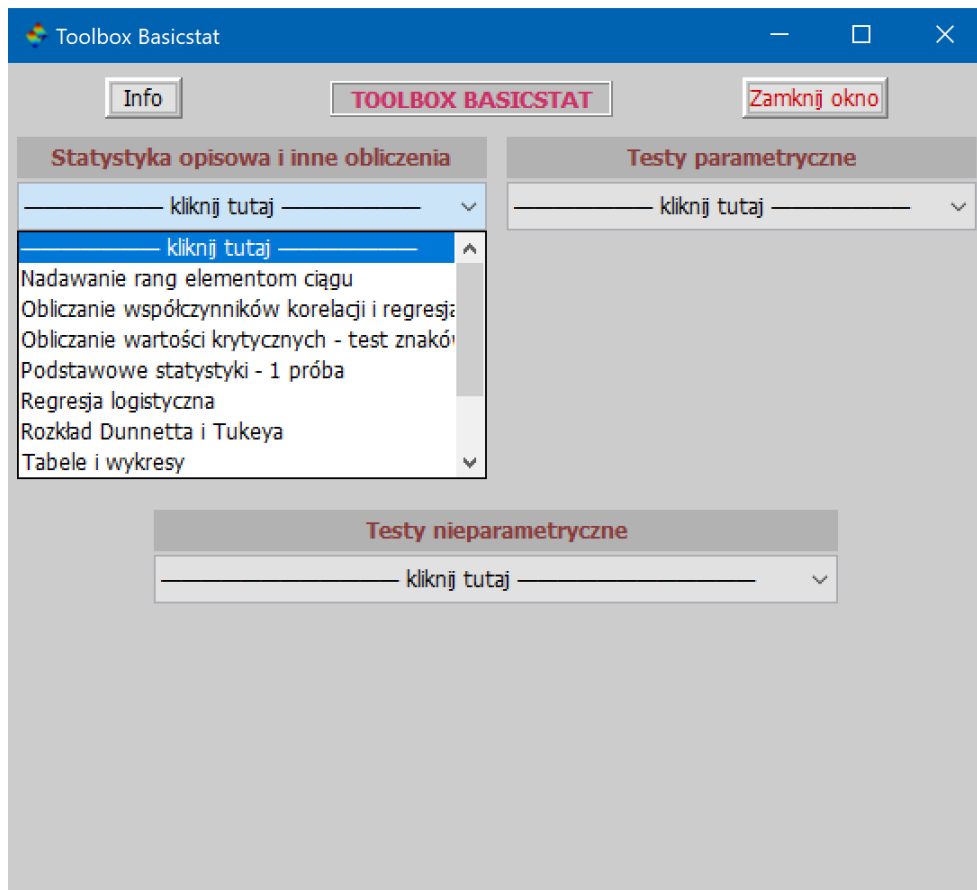 Toolbox Basicstat
Info
TOOLBOX BASICSTAT
Zamknij okno
Statystyka opisowa i inne obliczenia
Testy parametryczne
kliknij tutaj
kliknij tutaj
kliknij tutaj
Nadawanie rang elementom ciągu
Obliczanie współczynników korelacji i regresja
Obliczanie wartości krytycznych - test
Podstawowe statystyki - 1 próba
Regresja logistyczna
Rozkład Dunnetta i Tukeya
Tabele i wykresy
Testy nieparametryczne
kliknij tutaj